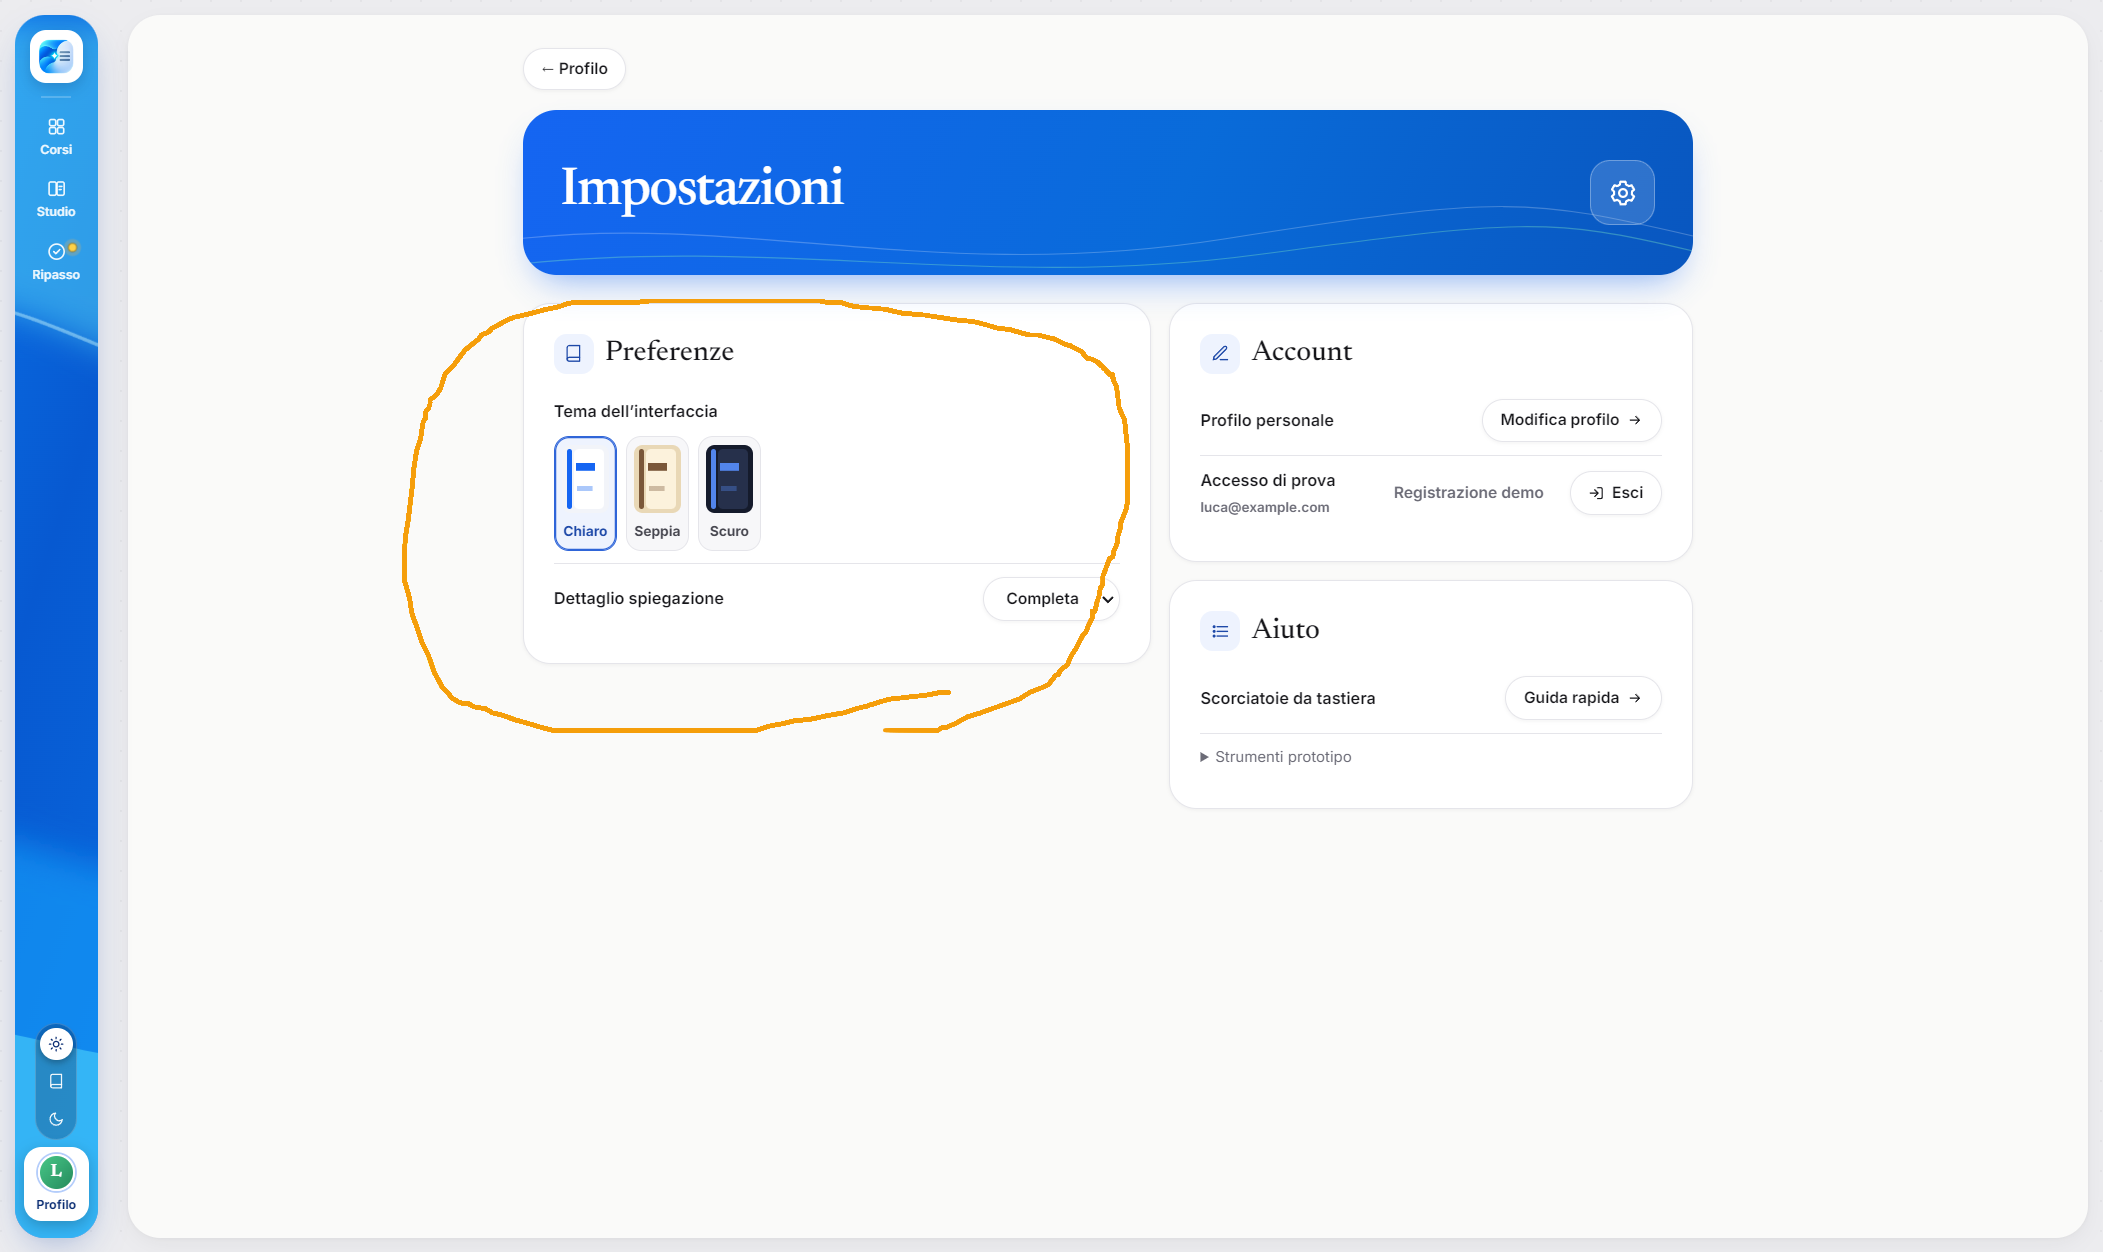 Corsi
Studio
Ripasso
L
Profilo
← Profilo
Impostazioni
Preferenze
Tema dell’interfaccia
Chiaro
Seppia
Scuro
Dettaglio spiegazione
Completa
Account
Profilo personale
Modifica profilo →
Accesso di prova
luca@example.com
Registrazione demo
Esci
Aiuto
Scorciatoie da tastiera
Guida rapida →
Strumenti prototipo